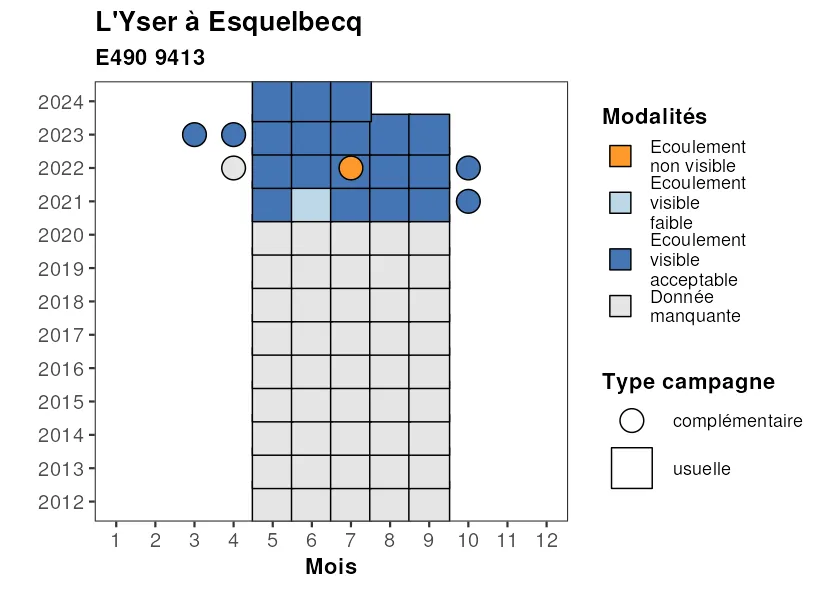 L'Yser à Esquelbecq
E490 9413
2024
2023
2022
2021
2020
2019
2018
2017
2016
2015
2014
2013
2012
1 2 3 4 5 6 7 8 9 10 11 12
Mois
Modalités
Ecoulement
non visible
Ecoulement
visible
faible
Ecoulement
visible
acceptable
Donnée
manquante
Type campagne
complémentaire
usuelle